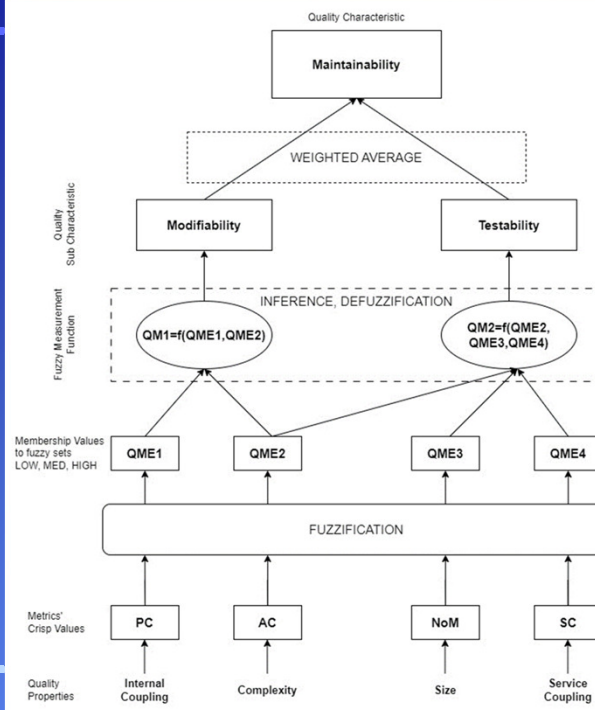 Quality Characteristic
Maintainability
WEIGHTED AVERAGE
Quality
Sub Characteristic
Modifiability
Testability
Fuzzy Measurement
Function
INFERENCE, DEFUZZIFICATION
QM1=f(QME1,QME2)
QM2=f(QME2,
QME3,QME4)
Membership Values
to fuzzy sets
LOW, MED, HIGH
QME1
QME2
QME3
QME4
FUZZIFICATION
Metrics'
Crisp Values
PC
AC
NoM
SC
Quality
Properties
Internal
Coupling
Complexity
Size
Service
Coupling